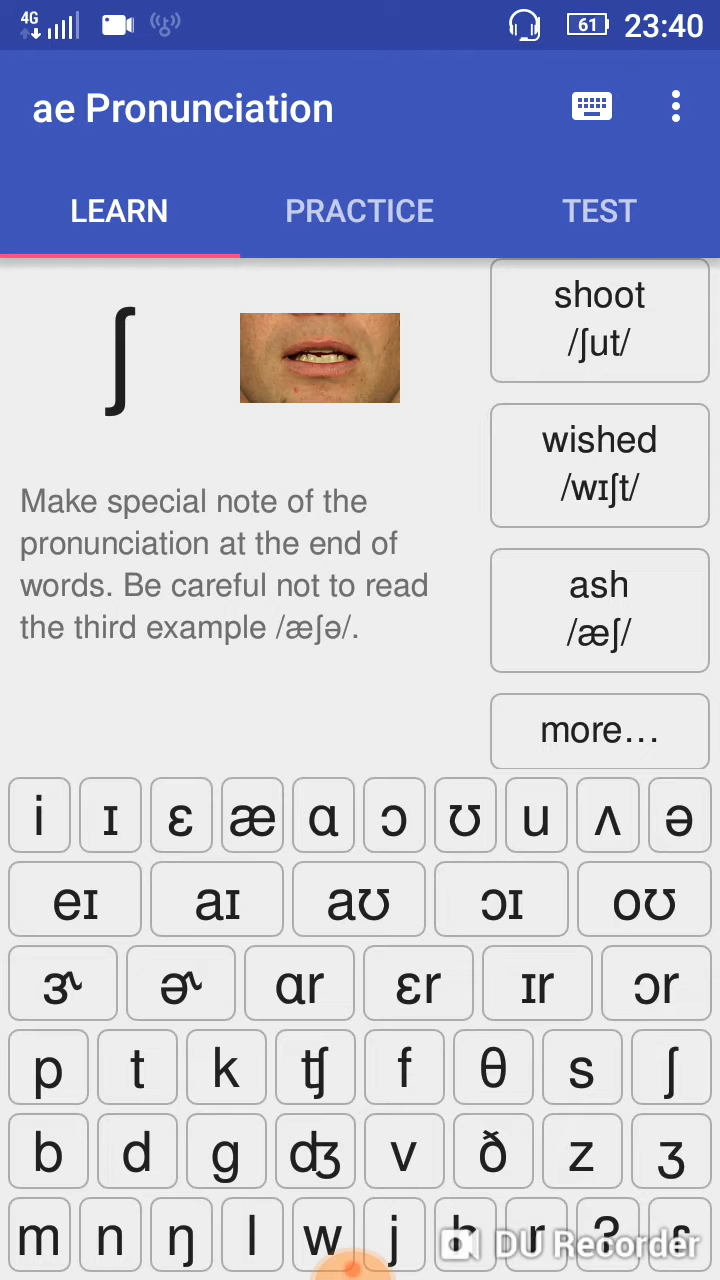 4G 61 23:40
ae Pronunciation
LEARN PRACTICE TEST
ʃ
shoot
/ʃut/
wished
/wɪʃt/
ash
/æʃ/
more…
Make special note of the
pronunciation at the end of
words. Be careful not to read
the third example /æʃə/.
i ɪ ɛ æ ɑ ɔ ʊ u ʌ ə
eɪ aɪ aʊ ɔɪ oʊ
ɝ ɚ ɑr ɛr ɪr ɔr
p t k ʧ f θ s ʃ
b d g ʤ v ð z ʒ
m n ŋ l w j h r ʔ ɾ
DU Recorder